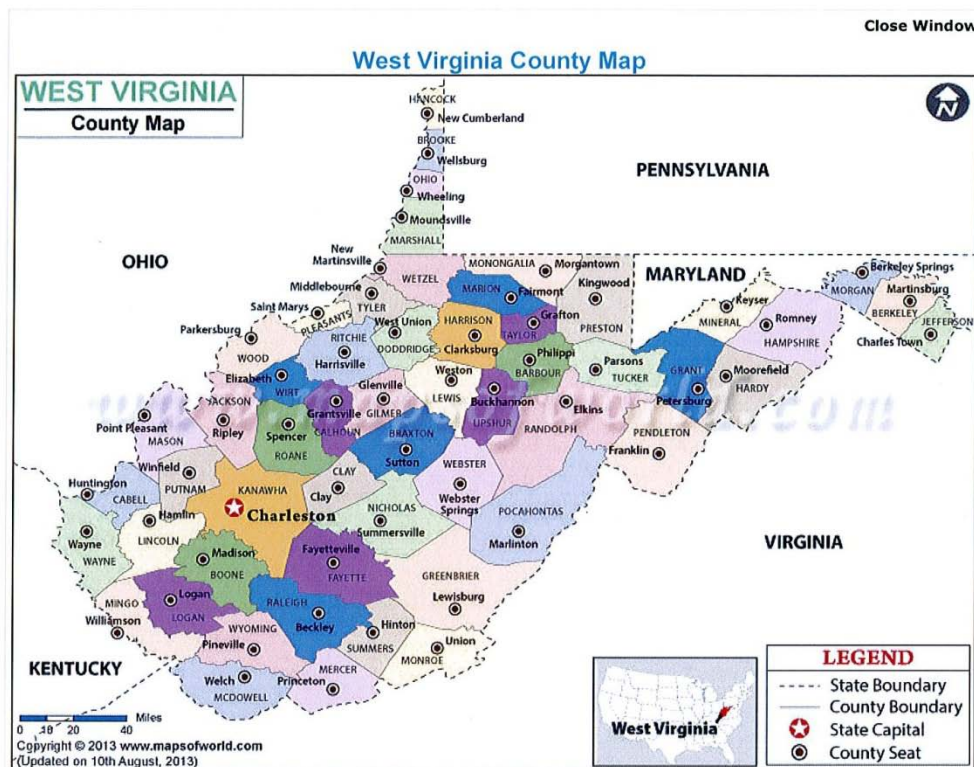 Close Window
West Virginia County Map
WEST VIRGINIA
County Map
HANCOCK
New Cumberland
BROOKE
Wellsburg
OHIO
Wheeling
Moundsville
MARSHALL
PENNSYLVANIA
OHIO
New
Martinsville
WETZEL
MONONGALIA
Morgantown
MARYLAND
Berkeley Springs
Middlebourne
TYLER
MARION
Fairmont
Kingwood
MORGAN
Martinsburg
BERKELEY
Saint Marys
PLEASANTS
West Union
HARRISON
Grafton
TAYLOR
PRESTON
Keyser
MINERAL
Romney
HAMPSHIRE
JEFFERSON
Charles Town
Parkersburg
WOOD
RITCHIE
Harrisville
DODDRIDGE
Clarksburg
Philippi
BARBOUR
Parsons
TUCKER
GRANT
Moorefield
HARDY
Elizabeth
WIRT
Glenville
GILMER
Weston
LEWIS
Buckhannon
UPSHUR
Elkins
Petersburg
JACKSON
Ripley
Grantsville
CALHOUN
RANDOLPH
PENDLETON
Franklin
Point Pleasant
MASON
Spencer
ROANE
BRAXTON
Sutton
WEBSTER
Webster
Springs
Winfield
PUTNAM
KANAWHA
CLAY
Clay
Huntington
CABELL
Hamlin
LINCOLN
Charleston
NICHOLAS
Summersville
POCAHONTAS
Marlinton
Wayne
WAYNE
Madison
BOONE
Fayetteville
FAYETTE
VIRGINIA
GREENBRIER
Lewisburg
MINGO
Williamson
Logan
LOGAN
RALEIGH
Beckley
Hinton
SUMMERS
Union
MONROE
WYOMING
Pineville
KENTUCKY
Welch
MCDOWELL
MERCER
Princeton
West Virginia
LEGEND
State Boundary
County Boundary
State Capital
County Seat
0 10 20 40 Miles
Copyright © 2013 www.mapsofworld.com
(Updated on 10th August, 2013)